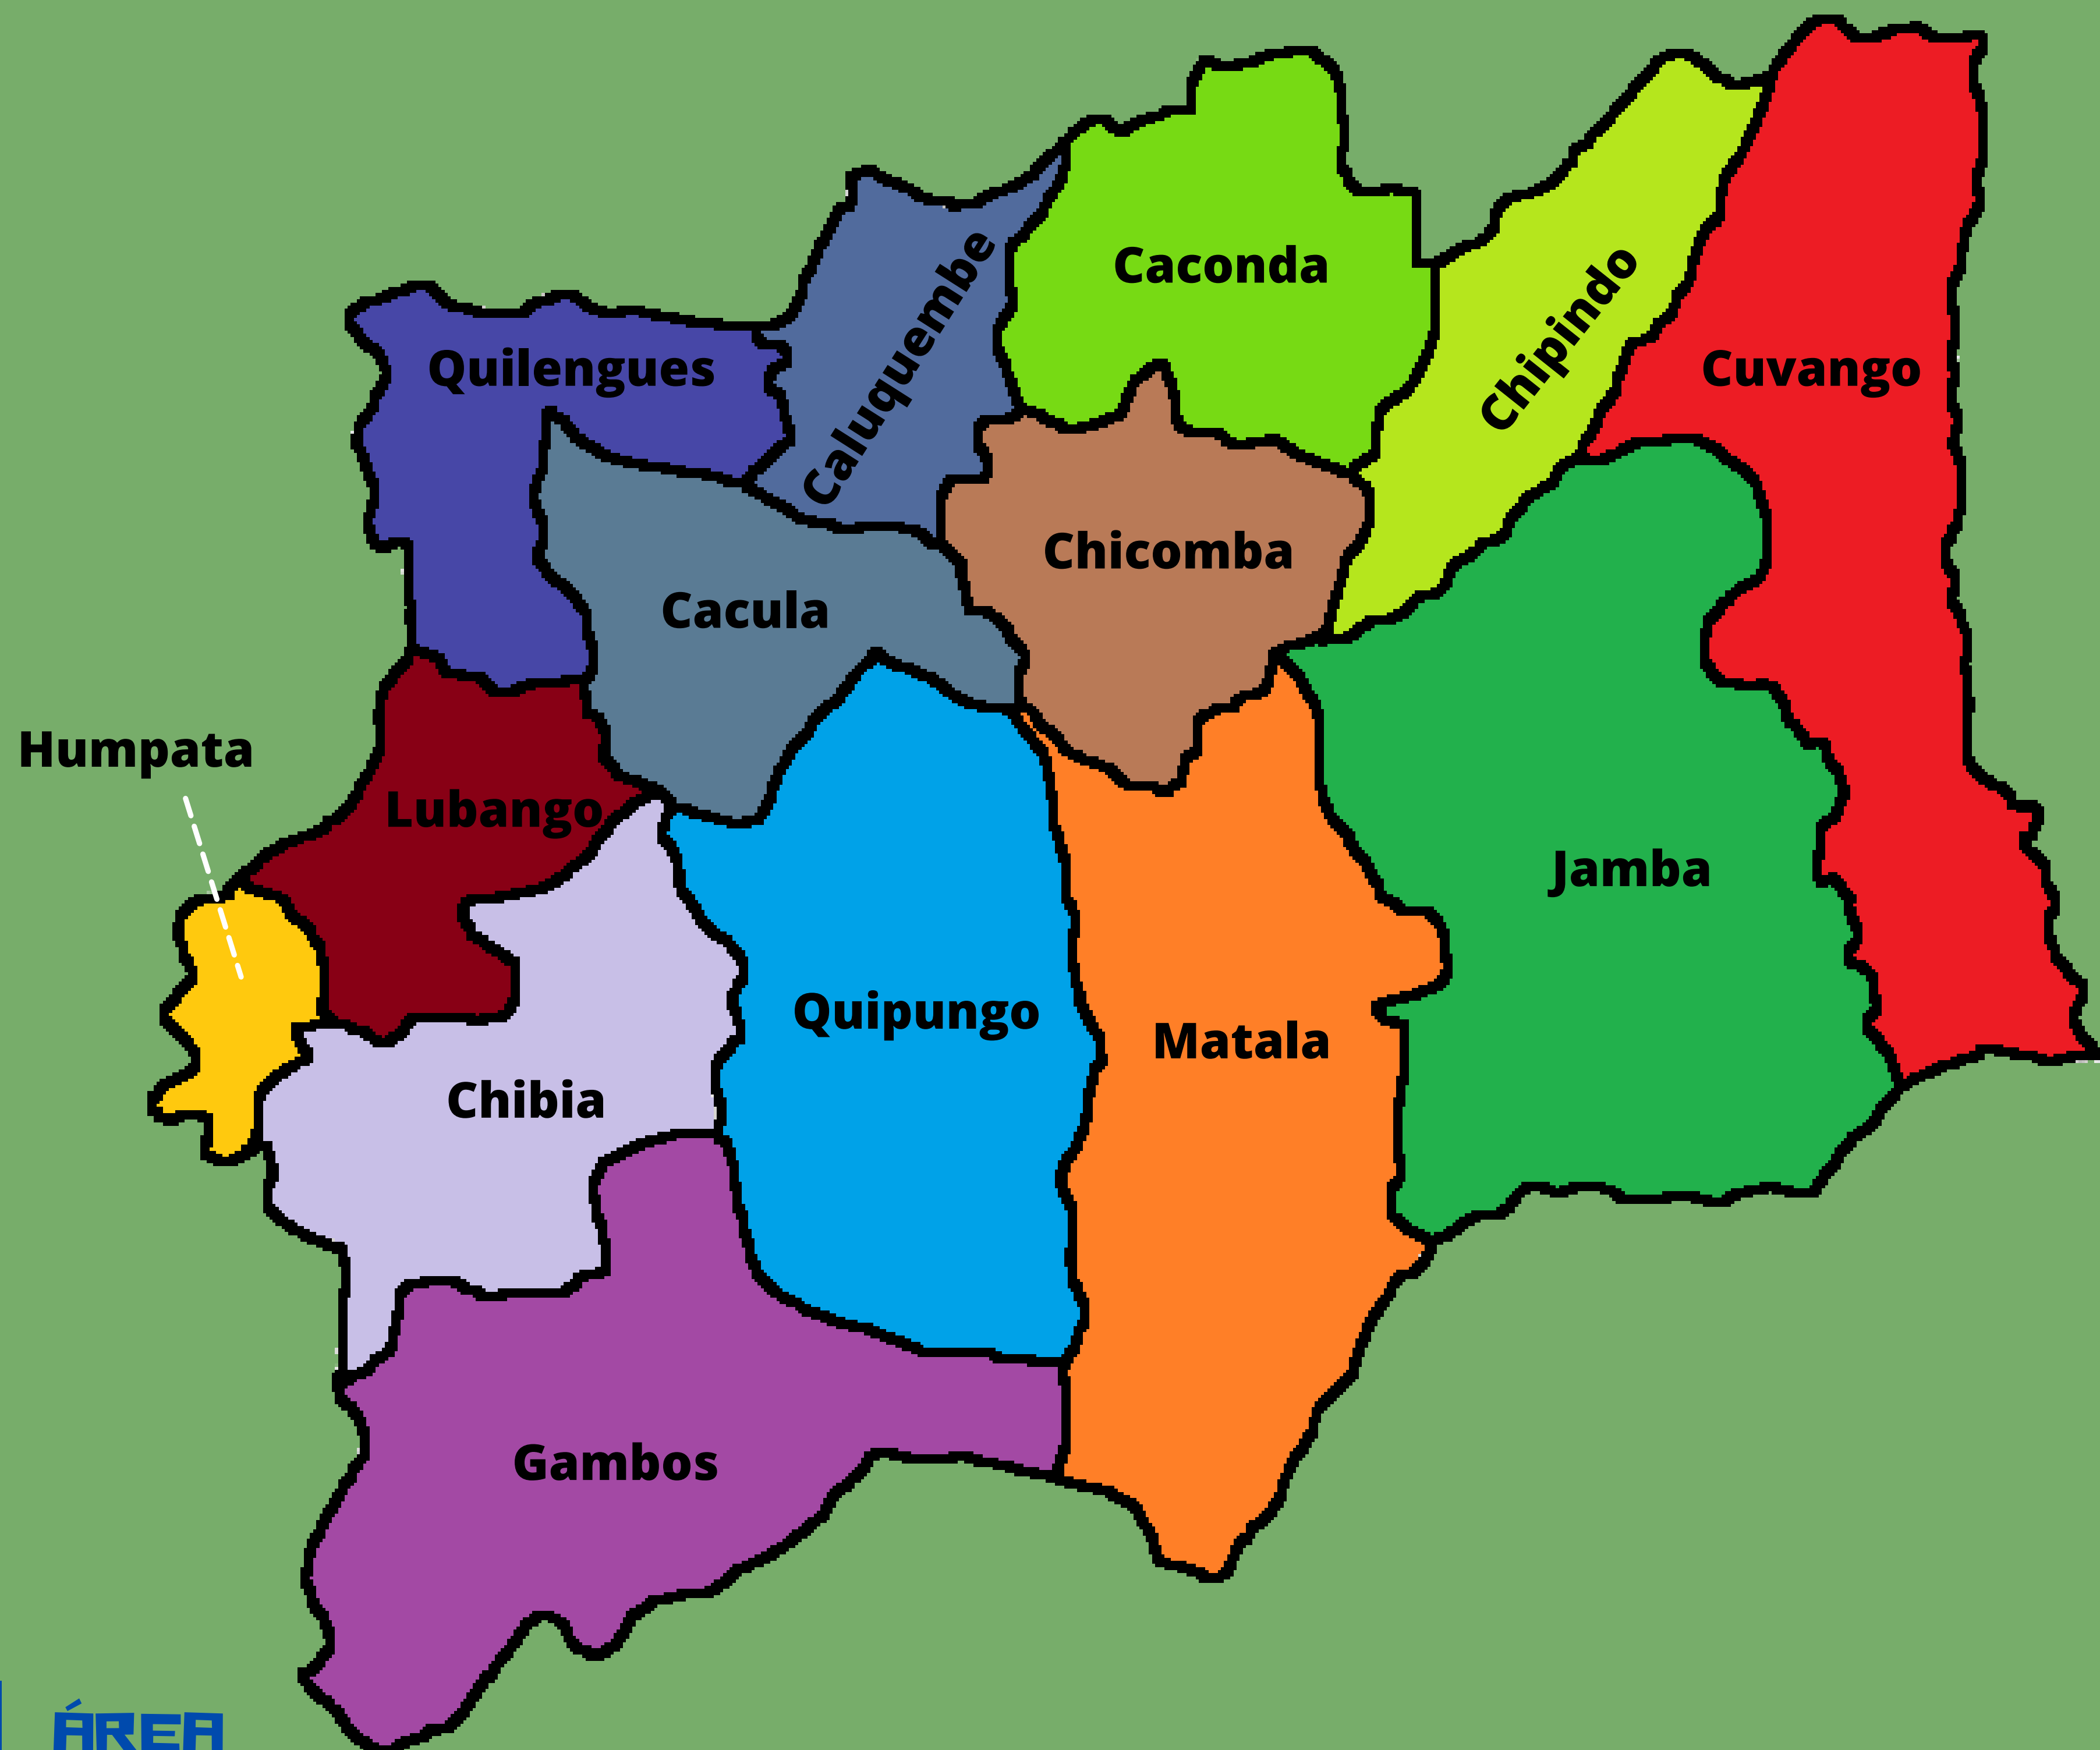 Caconda
Caluquembe
Chipindo
Cuvango
Quilengues
Chicomba
Cacula
Humpata
Lubango
Jamba
Quipungo
Matala
Chibia
Gambos
ÁREA